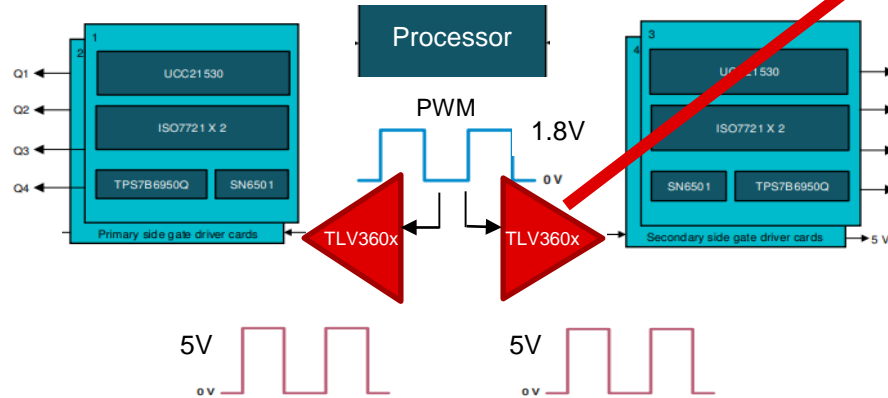 Processor
1
2
UCC21530
ISO7721 X 2
TPS7B6950Q
SN6501
Primary side gate driver cards
Q1
Q2
Q3
Q4
PWM
1.8V
0 V
TLV360x
TLV360x
3
4
UCC21530
ISO7721 X 2
SN6501
TPS7B6950Q
Secondary side gate driver cards
5 V
5V
0 V
5V
0 V